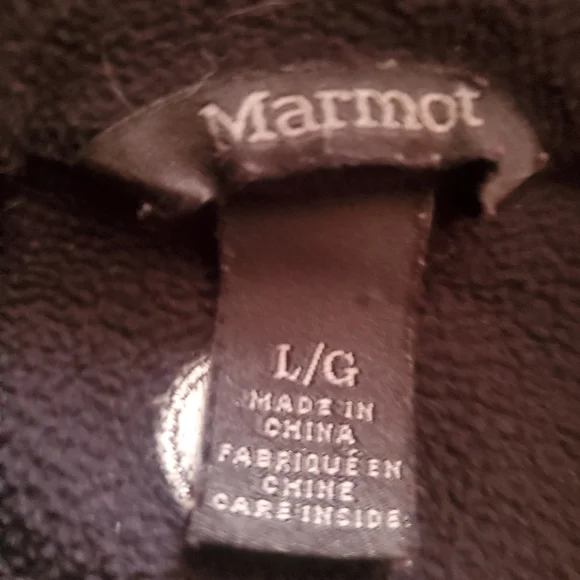 Marmot
L/G
MADE IN
CHINA
FABRIQUÉ EN
CHINE
CARE INSIDE